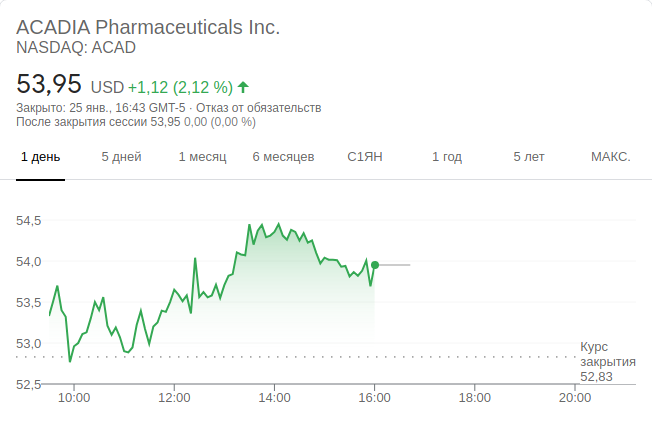 ACADIA Pharmaceuticals Inc.
NASDAQ: ACAD
53,95 USD +1,12 (2,12 %)
Закрыто: 25 янв., 16:43 GMT-5 · Отказ от обязательств
После закрытия сессии 53,95 0,00 (0,00 %)
1 день 5 дней 1 месяц 6 месяцев С1ЯН 1 год 5 лет МАКС.
54,5
54,0
53,5
53,0
Курс
закрытия
52,83
52,5
10:00 12:00 14:00 16:00 18:00 20:00